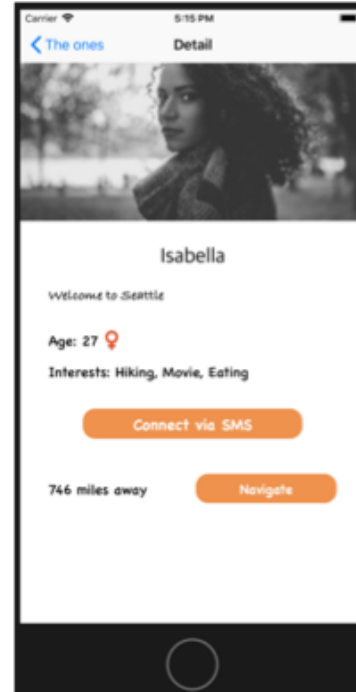 Carrier 5:15 PM
The ones Detail
Isabella
Welcome to Seattle
Age: 27
Interests: Hiking, Movie, Eating
Connect via SMS
746 miles away Navigate